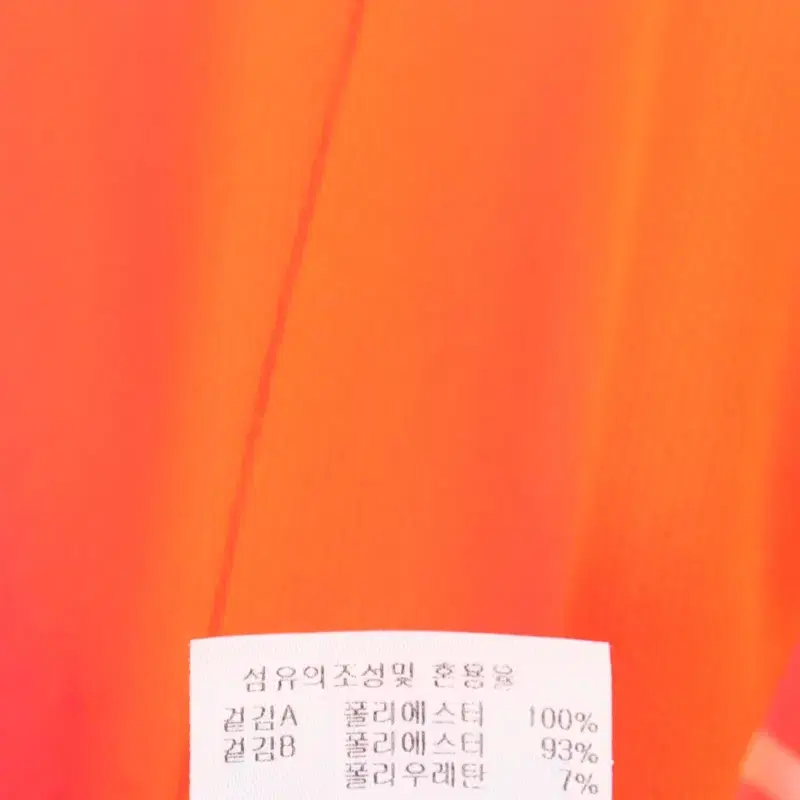 섬유의조성및 혼용율
겉감A 폴리에스터 100%
겉감B 폴리에스터 93%
폴리우레탄 7%